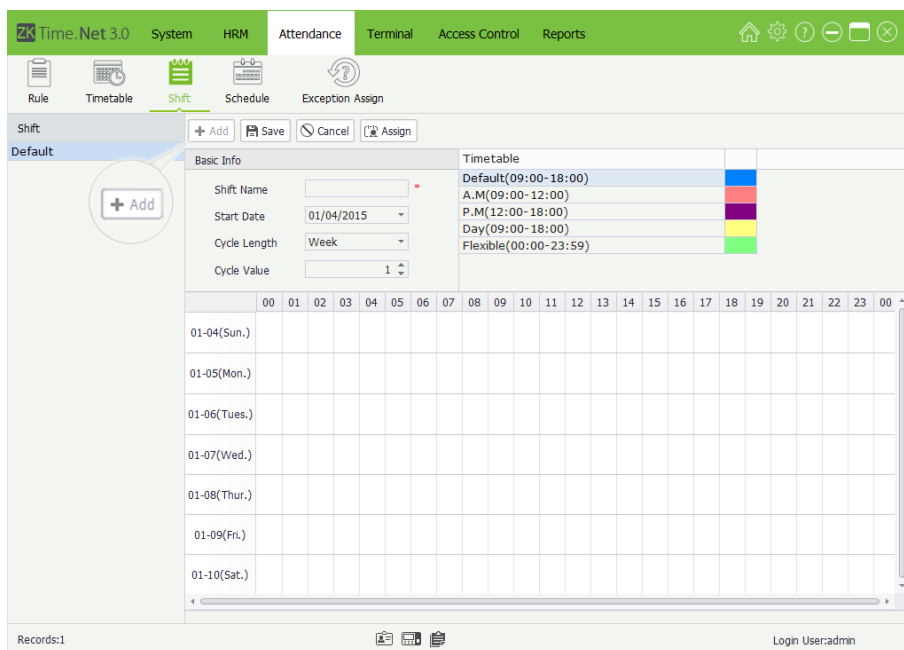 ZK Time.Net 3.0 System HRM Attendance Terminal Access Control Reports
Rule Timetable Shift Schedule Exception Assign
Shift
Default
+ Add
+ Add Save Cancel Assign
Basic Info
Shift Name *
Start Date 01/04/2015
Cycle Length Week
Cycle Value 1
Timetable
Default(09:00-18:00)
A.M(09:00-12:00)
P.M(12:00-18:00)
Day(09:00-18:00)
Flexible(00:00-23:59)
00 01 02 03 04 05 06 07 08 09 10 11 12 13 14 15 16 17 18 19 20 21 22 23 00
01-04(Sun.)
01-05(Mon.)
01-06(Tues.)
01-07(Wed.)
01-08(Thur.)
01-09(Fri.)
01-10(Sat.)
Records:1 Login User:admin